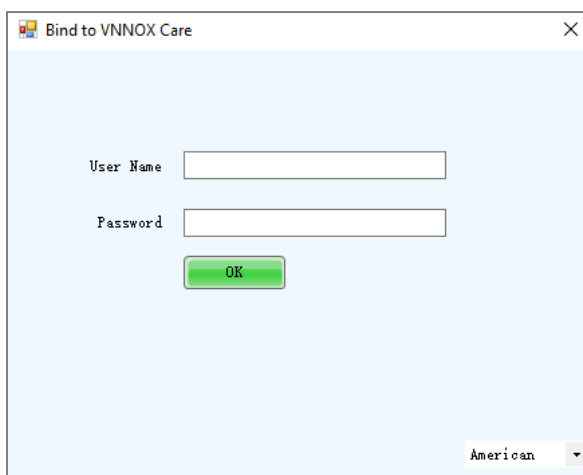 Bind to VNNOX Care
User Name
Password
OK
American